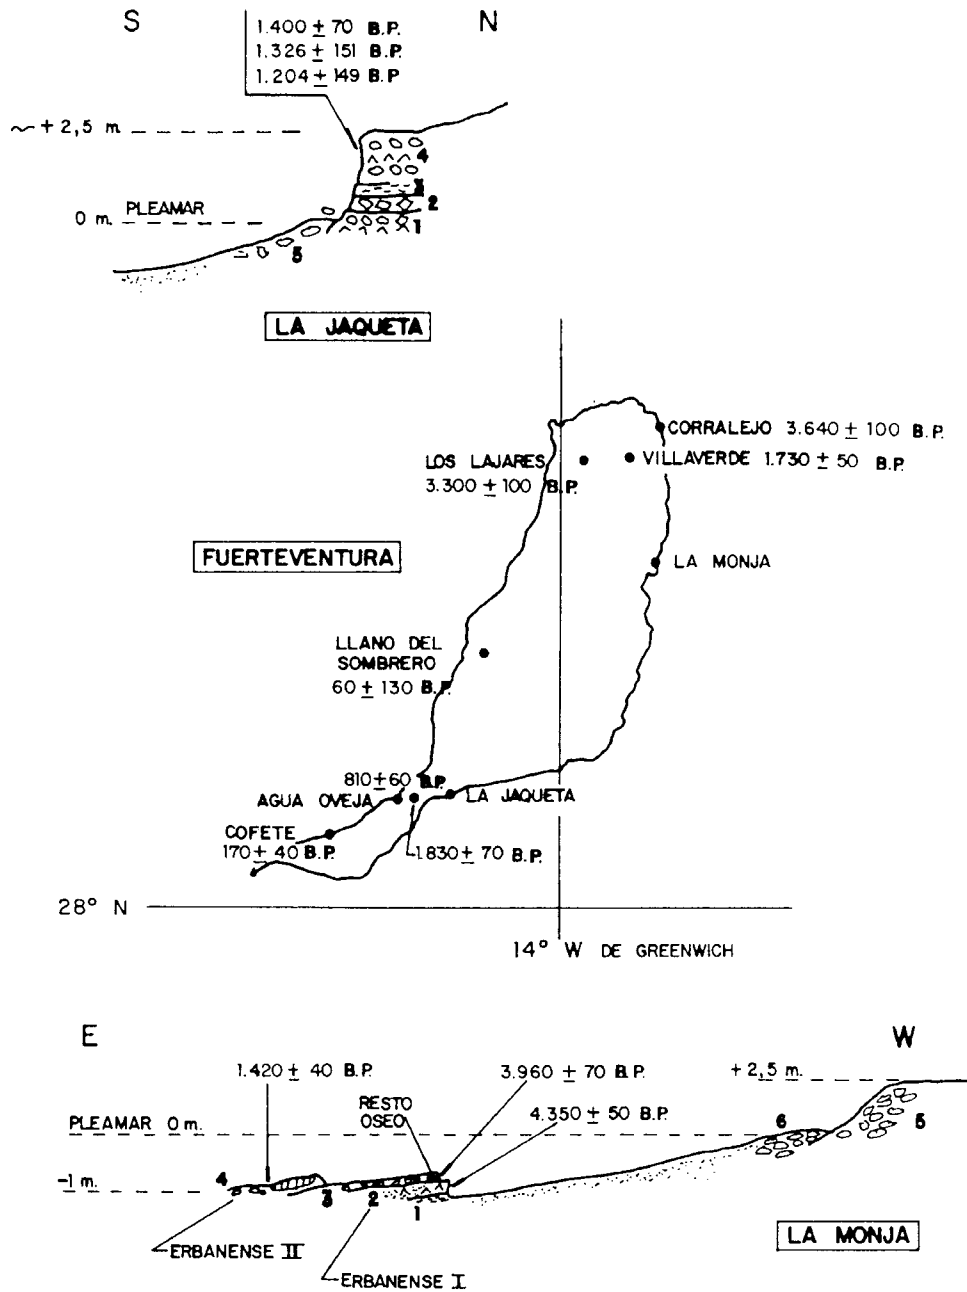 S
N
1.400 ± 70 B.P.
1.326 ± 151 B.P.
1.204 ± 149 B.P
~ + 2,5 m.
4
3
2
PLEAMAR
0 m.
1
5
LA JAQUETA
CORRALEJO 3.640 ± 100 B.P.
LOS LAJARES
VILLAVERDE 1.730 ± 50 B.P.
3.300 ± 100 B.P.
FUERTEVENTURA
LA MONJA
LLANO DEL
SOMBRERO
60 ± 130 B.P.
810 ± 60 B.P.
AGUA OVEJA
LA JAQUETA
COFETE
170 ± 40 B.P.
1.830 ± 70 B.P.
28° N
14° W DE GREENWICH
E
W
1.420 ± 40 B.P.
3.960 ± 70 B.P.
+ 2,5 m.
RESTO
OSEO
4.350 ± 50 B.P.
PLEAMAR 0 m.
6
5
4
-1 m.
3
2
1
ERBANENSE II
ERBANENSE I
LA MONJA